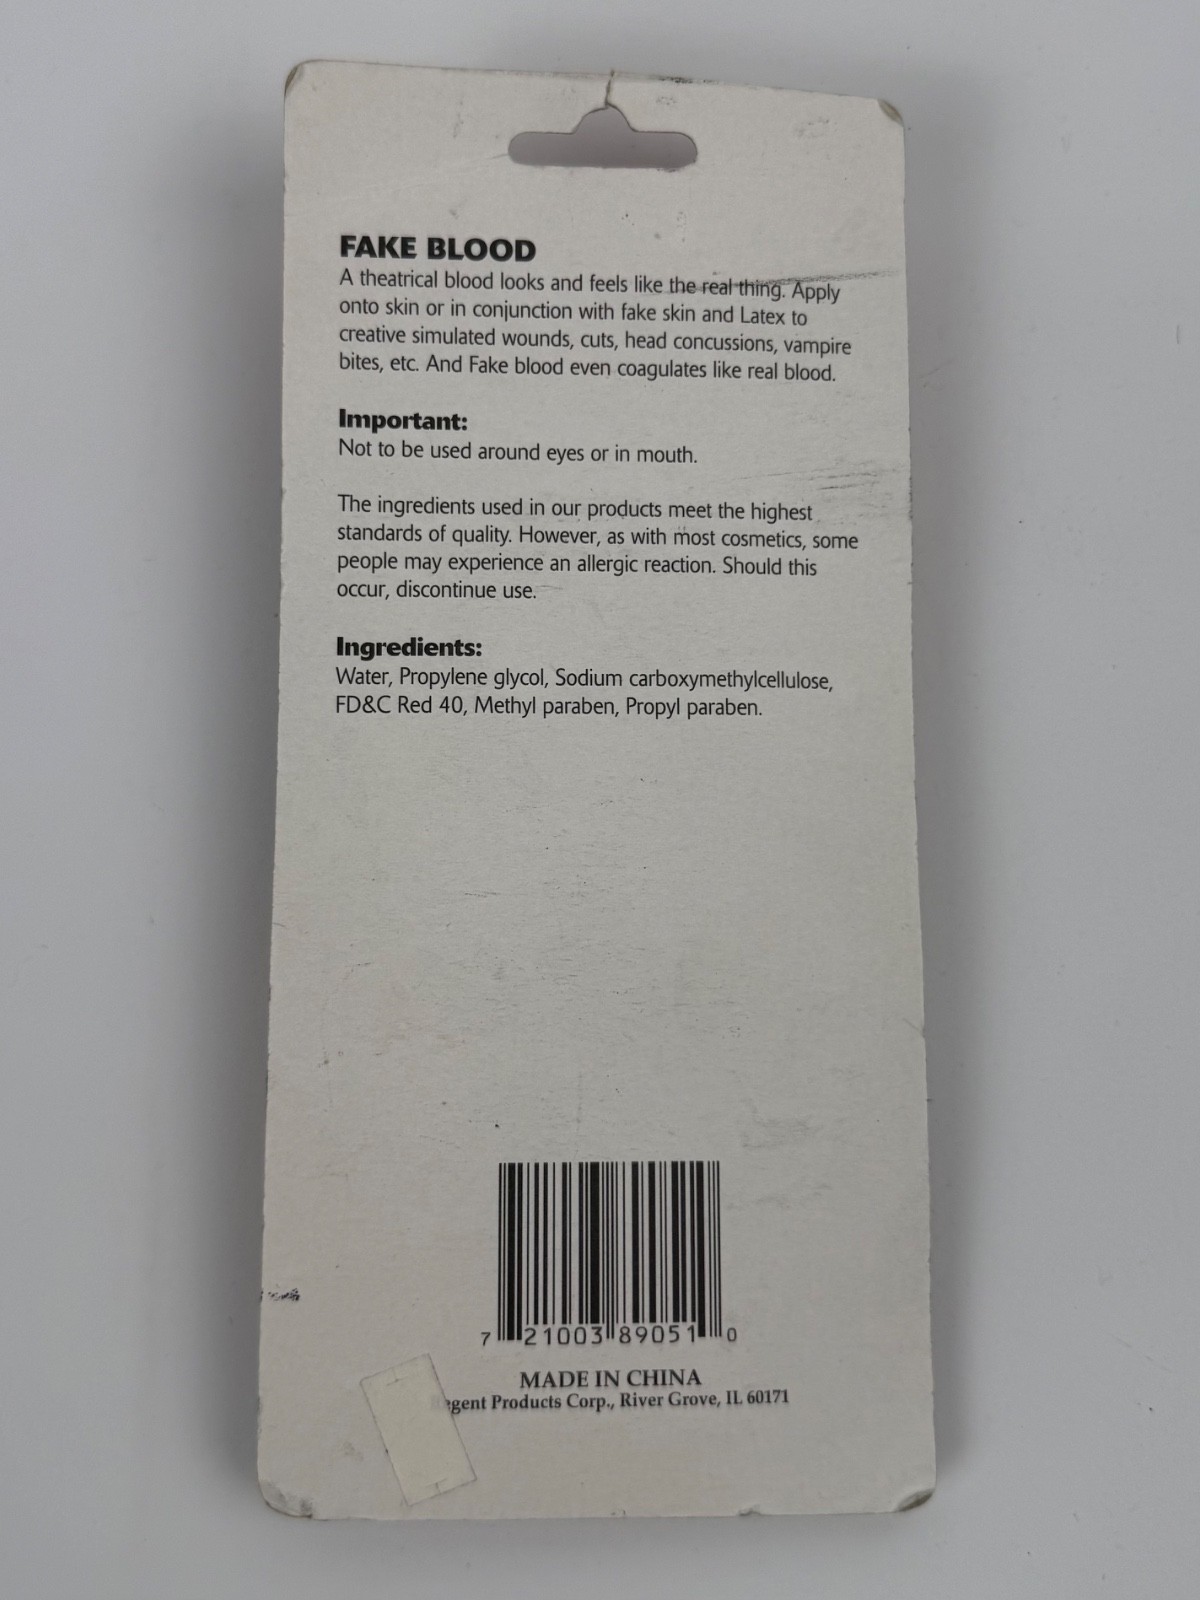 FAKE BLOOD
A theatrical blood looks and feels like the real thing. Apply
onto skin or in conjunction with fake skin and Latex to
creative simulated wounds, cuts, head concussions, vampire
bites, etc. And Fake blood even coagulates like real blood.
Important:
Not to be used around eyes or in mouth.
The ingredients used in our products meet the highest
standards of quality. However, as with most cosmetics, some
people may experience an allergic reaction. Should this
occur, discontinue use.
Ingredients:
Water, Propylene glycol, Sodium carboxymethylcellulose,
FD&C Red 40, Methyl paraben, Propyl paraben.
7 21003 89051 0
MADE IN CHINA
Products Corp., River Grove, IL 60171